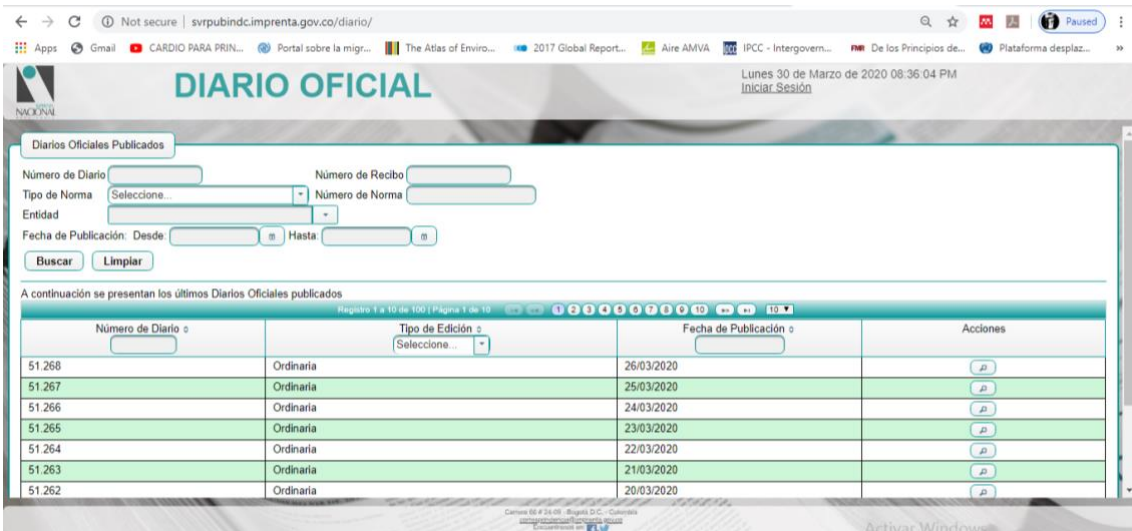 Not secure | svrpubindc.imprenta.gov.co/diario/
Paused
Apps Gmail CARDIO PARA PRIN... Portal sobre la migr... The Atlas of Enviro... 2017 Global Report... Aire AMVA IPCC - Intergovern... De los Principios de... Plataforma desplaz... »
NACIONAL
DIARIO OFICIAL
Lunes 30 de Marzo de 2020 08:36:04 PM
Iniciar Sesión
Diarios Oficiales Publicados
Número de Diario Número de Recibo
Tipo de Norma Seleccione... Número de Norma
Entidad
Fecha de Publicación: Desde: Hasta:
Buscar Limpiar
A continuación se presentan los últimos Diarios Oficiales publicados
Registro 1 a 10 de 100 | Página 1 de 10 1 2 3 4 5 6 7 8 9 10 10
Número de Diario Tipo de Edición Fecha de Publicación Acciones
Seleccione...
51.268 Ordinaria 26/03/2020
51.267 Ordinaria 25/03/2020
51.266 Ordinaria 24/03/2020
51.265 Ordinaria 23/03/2020
51.264 Ordinaria 22/03/2020
51.263 Ordinaria 21/03/2020
51.262 Ordinaria 20/03/2020
Bogotá D.C. - Colombia
Activar Windows